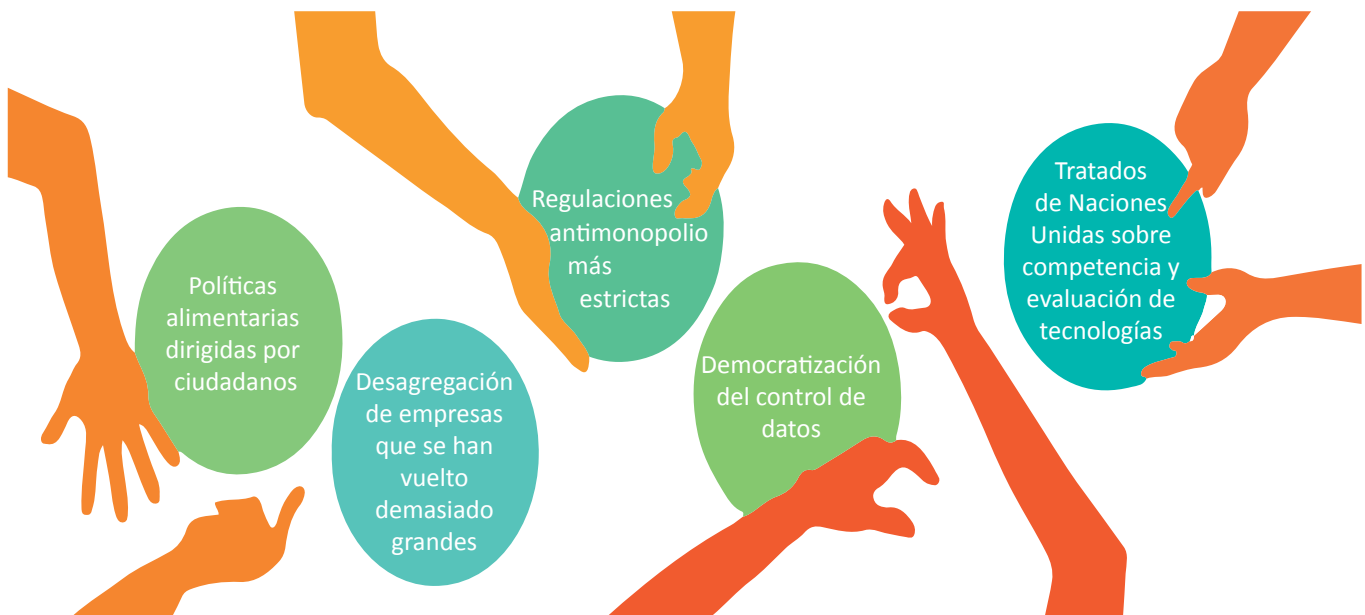 Políticas
alimentarias
dirigidas por
ciudadanos
Desagregación
de empresas
que se han
vuelto
demasiado
grandes
Regulaciones
antimonopolio
más
estrictas
Democratización
del control de
datos
Tratados
de Naciones
Unidas sobre
competencia y
evaluación de
tecnologías